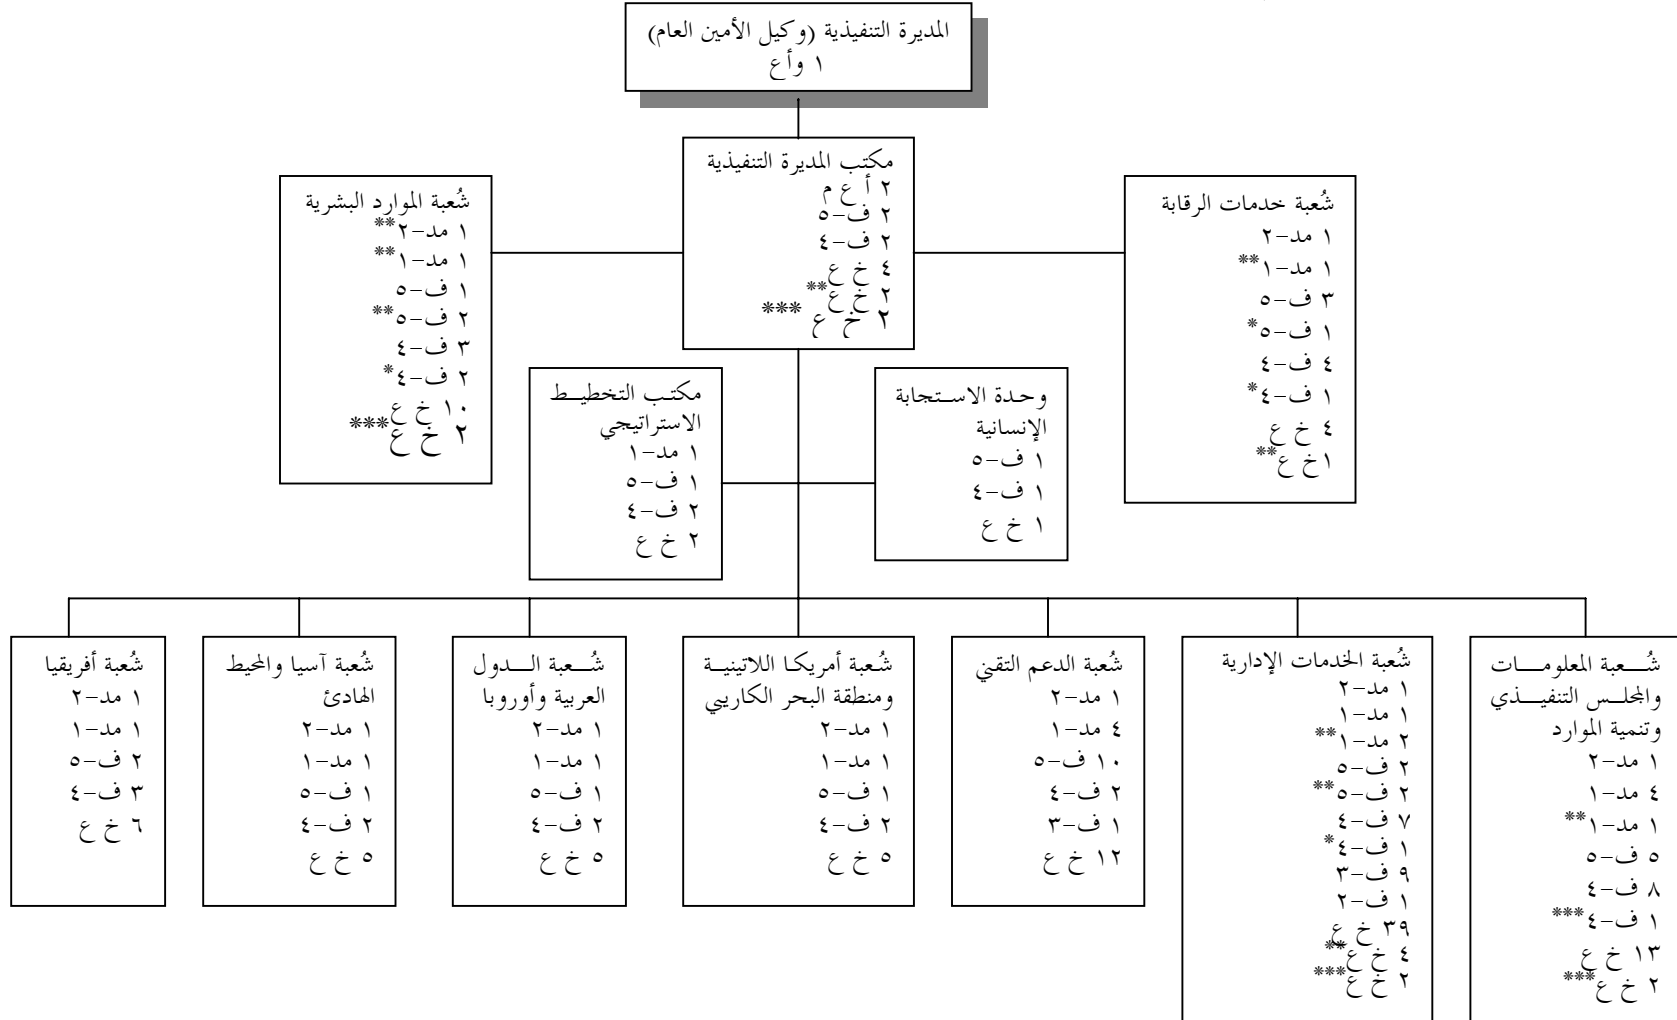 المديرة التنفيذية (وكيل الأمين العام)
١ وأع
مكتب المديرة التنفيذية
٢ أ ع م
٢ ف-٥
٢ ف-٤
٤ خ ع
٢ خ ع**
٢ خ ع ***
شُعبة خدمات الرقابة
١ مد-٢
١ مد-١**
٣ ف-٥
١ ف-٥*
٤ ف-٤
١ ف-٤*
٤ خ ع
١خ ع**
شُعبة الموارد البشرية
١ مد-٢**
١ مد-١**
١ ف-٥
٢ ف-٥**
٣ ف-٤
٢ ف-٤*
١٠ خ ع
٢ خ ع***
وحدة الاستجابة
الإنسانية
١ ف-٥
١ ف-٤
١ خ ع
مكتب التخطيط
الاستراتيجي
١ مد-١
١ ف-٥
٢ ف-٤
٢ خ ع
شُعبة المعلومات
والمجلس التنفيذي
وتنمية الموارد
١ مد-٢
٤ مد-١
١ مد-١**
٥ ف-٥
٨ ف-٤
١ ف-٤***
١٣ خ ع
٢ خ ع***
شُعبة الخدمات الإدارية
١ مد-٢
١ مد-١
٢ مد-١**
٢ ف-٥
٢ ف-٥**
٧ ف-٤
١ ف-٤*
٩ ف-٣
١ ف-٢
٣٩ خ ع
٤ خ ع**
٢ خ ع***
شُعبة الدعم التقني
١ مد-٢
٤ مد-١
١٠ ف-٥
٢ ف-٤
١ ف-٣
١٢ خ ع
شُعبة أمريكا اللاتينية
ومنطقة البحر الكاريبي
١ مد-٢
١ مد-١
١ ف-٥
٢ ف-٤
٥ خ ع
شُعبة الدول
العربية وأوروبا
١ مد-٢
١ مد-١
١ ف-٥
٢ ف-٤
٥ خ ع
شُعبة آسيا والمحيط
الهادئ
١ مد-٢
١ مد-١
١ ف-٥
٢ ف-٤
٥ خ ع
شُعبة أفريقيا
١ مد-٢
١ مد-١
٢ ف-٥
٣ ف-٤
٦ خ ع